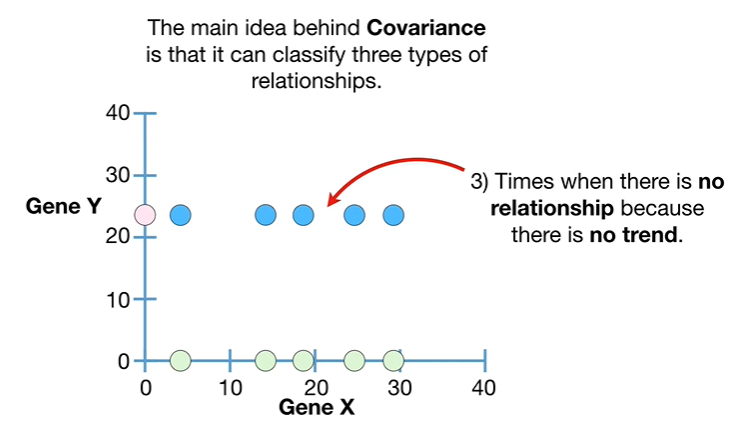 The main idea behind Covariance
is that it can classify three types of
relationships.
40
30
Gene Y
20
10
0
3) Times when there is no
relationship because
there is no trend.
0 10 20 30 40
Gene X